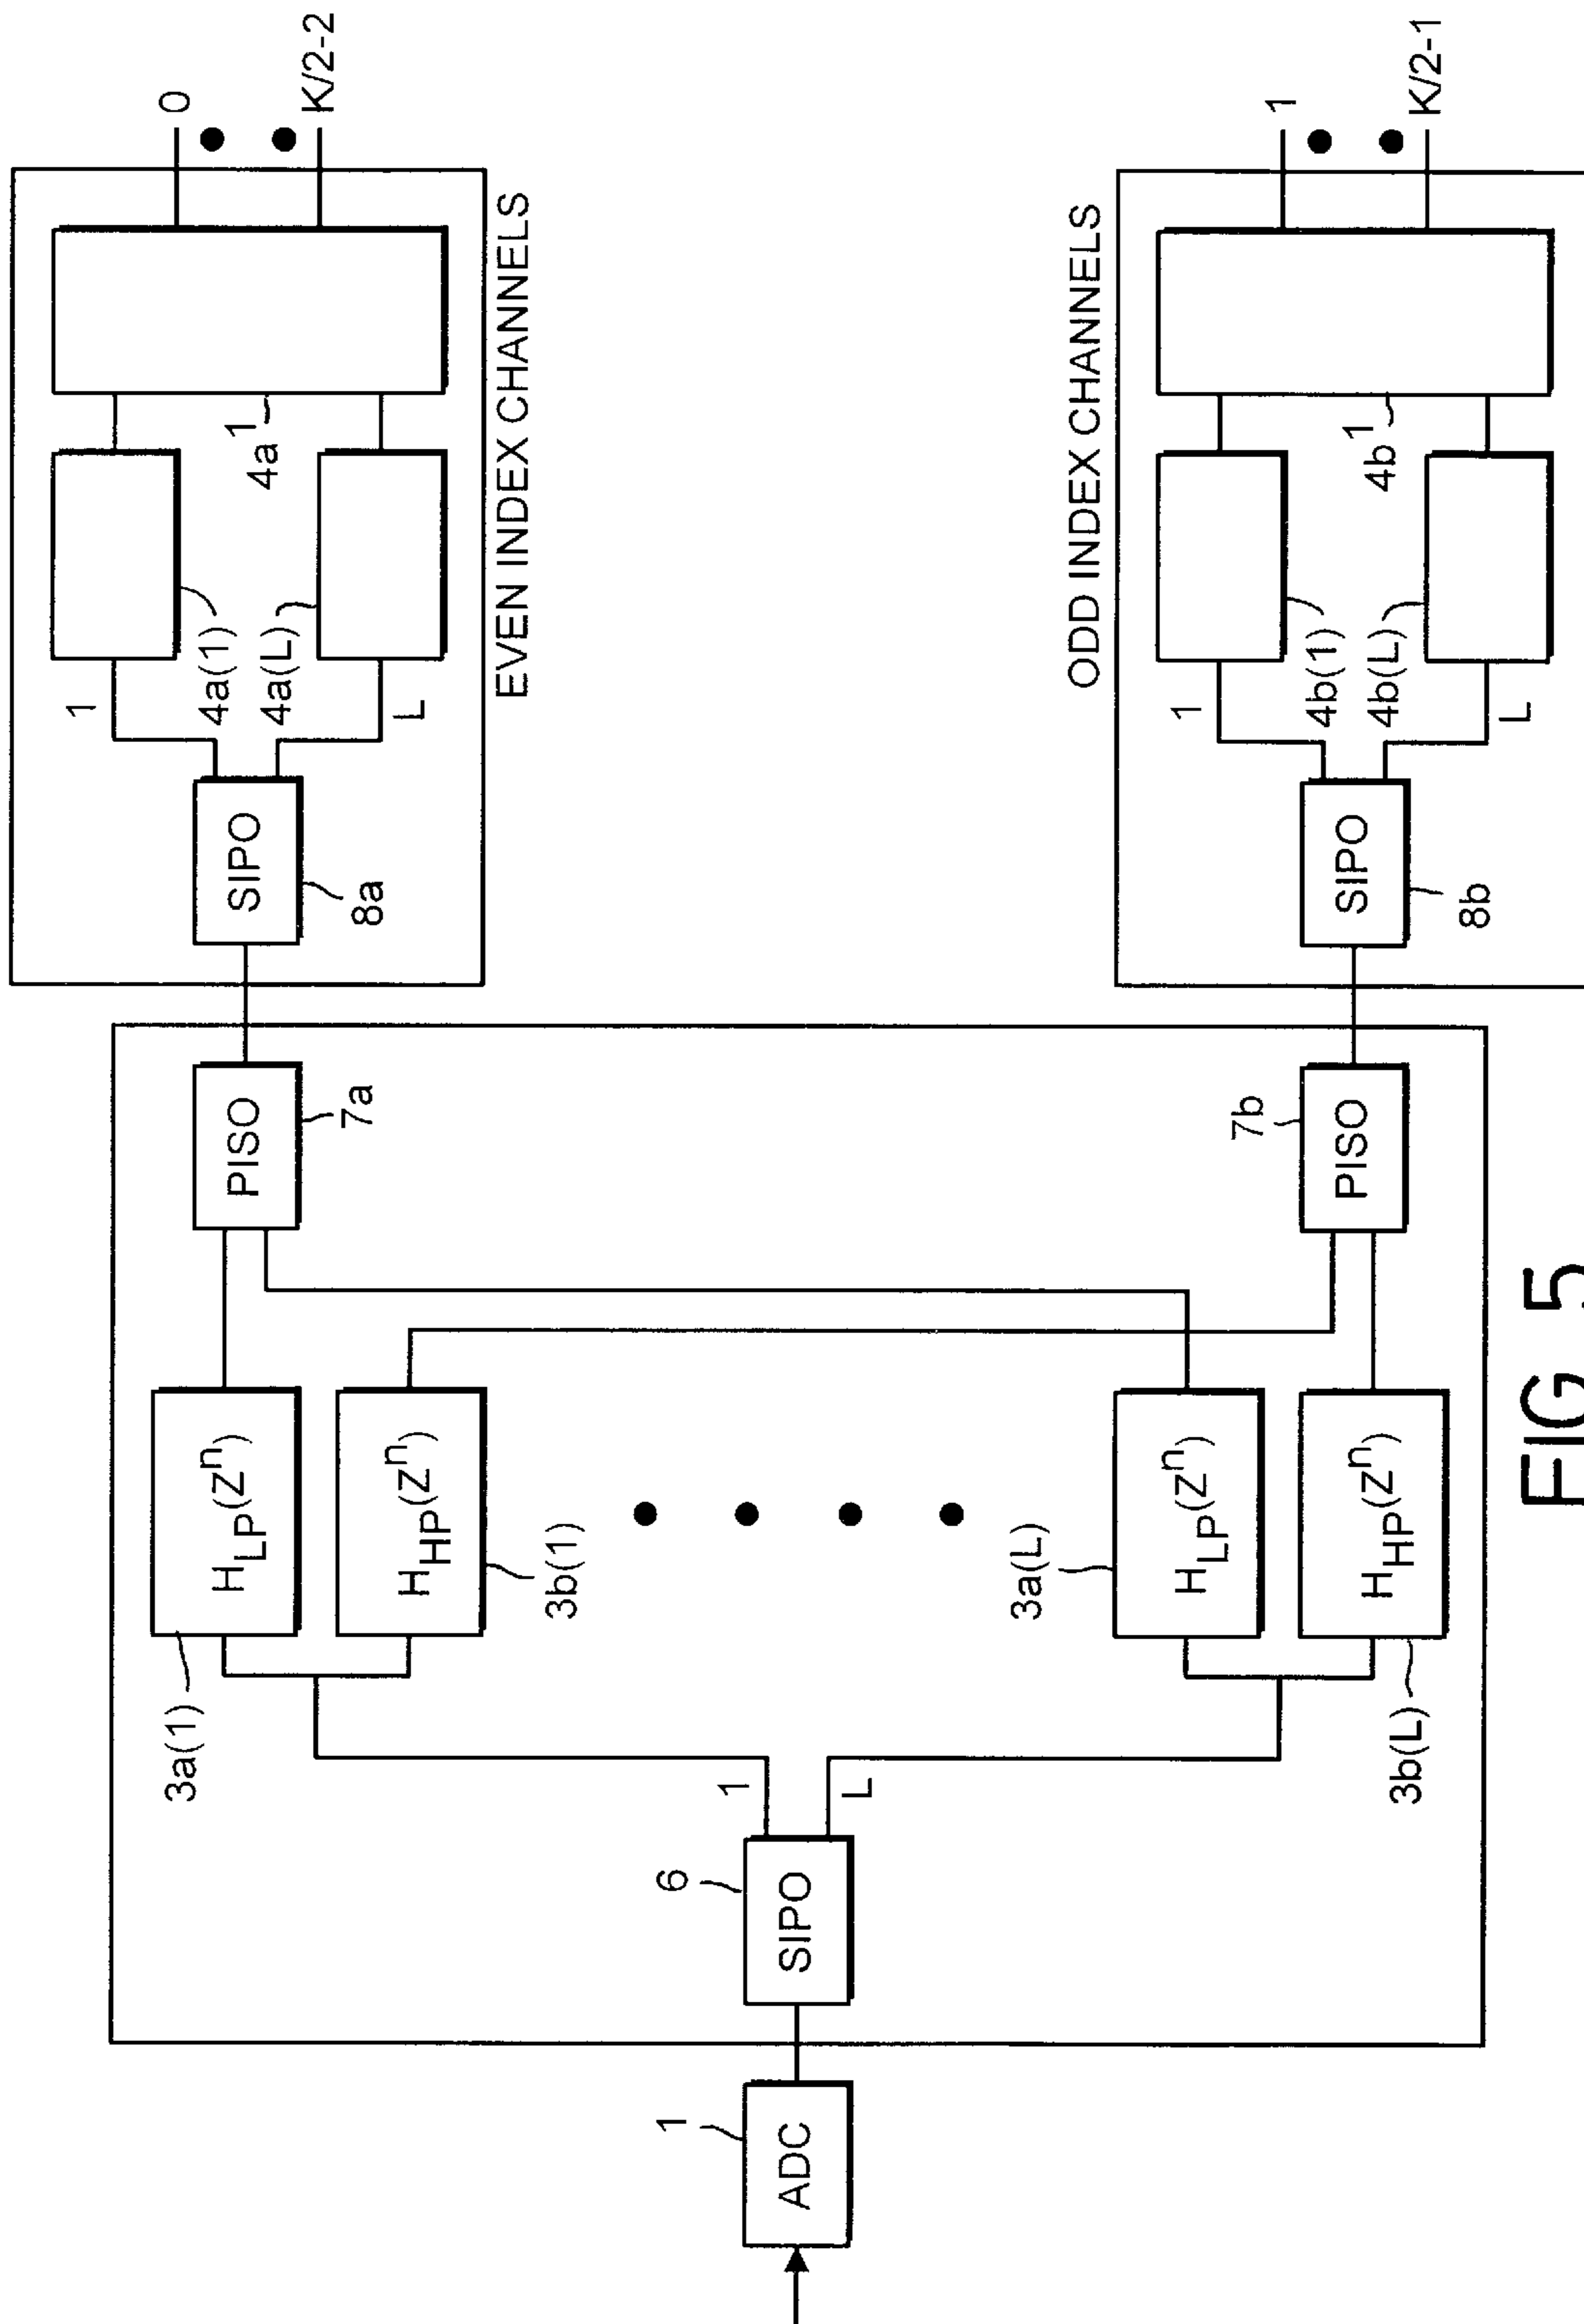 ADC
1
SIPO
6
1
L
3a(1)
H_LP(Z^n)
H_HP(Z^n)
3b(1)
3a(L)
H_LP(Z^n)
H_HP(Z^n)
3b(L)
PISO
7a
PISO
7b
SIPO
8a
1
L
4a(1)
4a(L)
4a^1
0
K/2-2
EVEN INDEX CHANNELS
SIPO
8b
1
L
4b(1)
4b(L)
4b^1
1
K/2-1
ODD INDEX CHANNELS
FIG 5